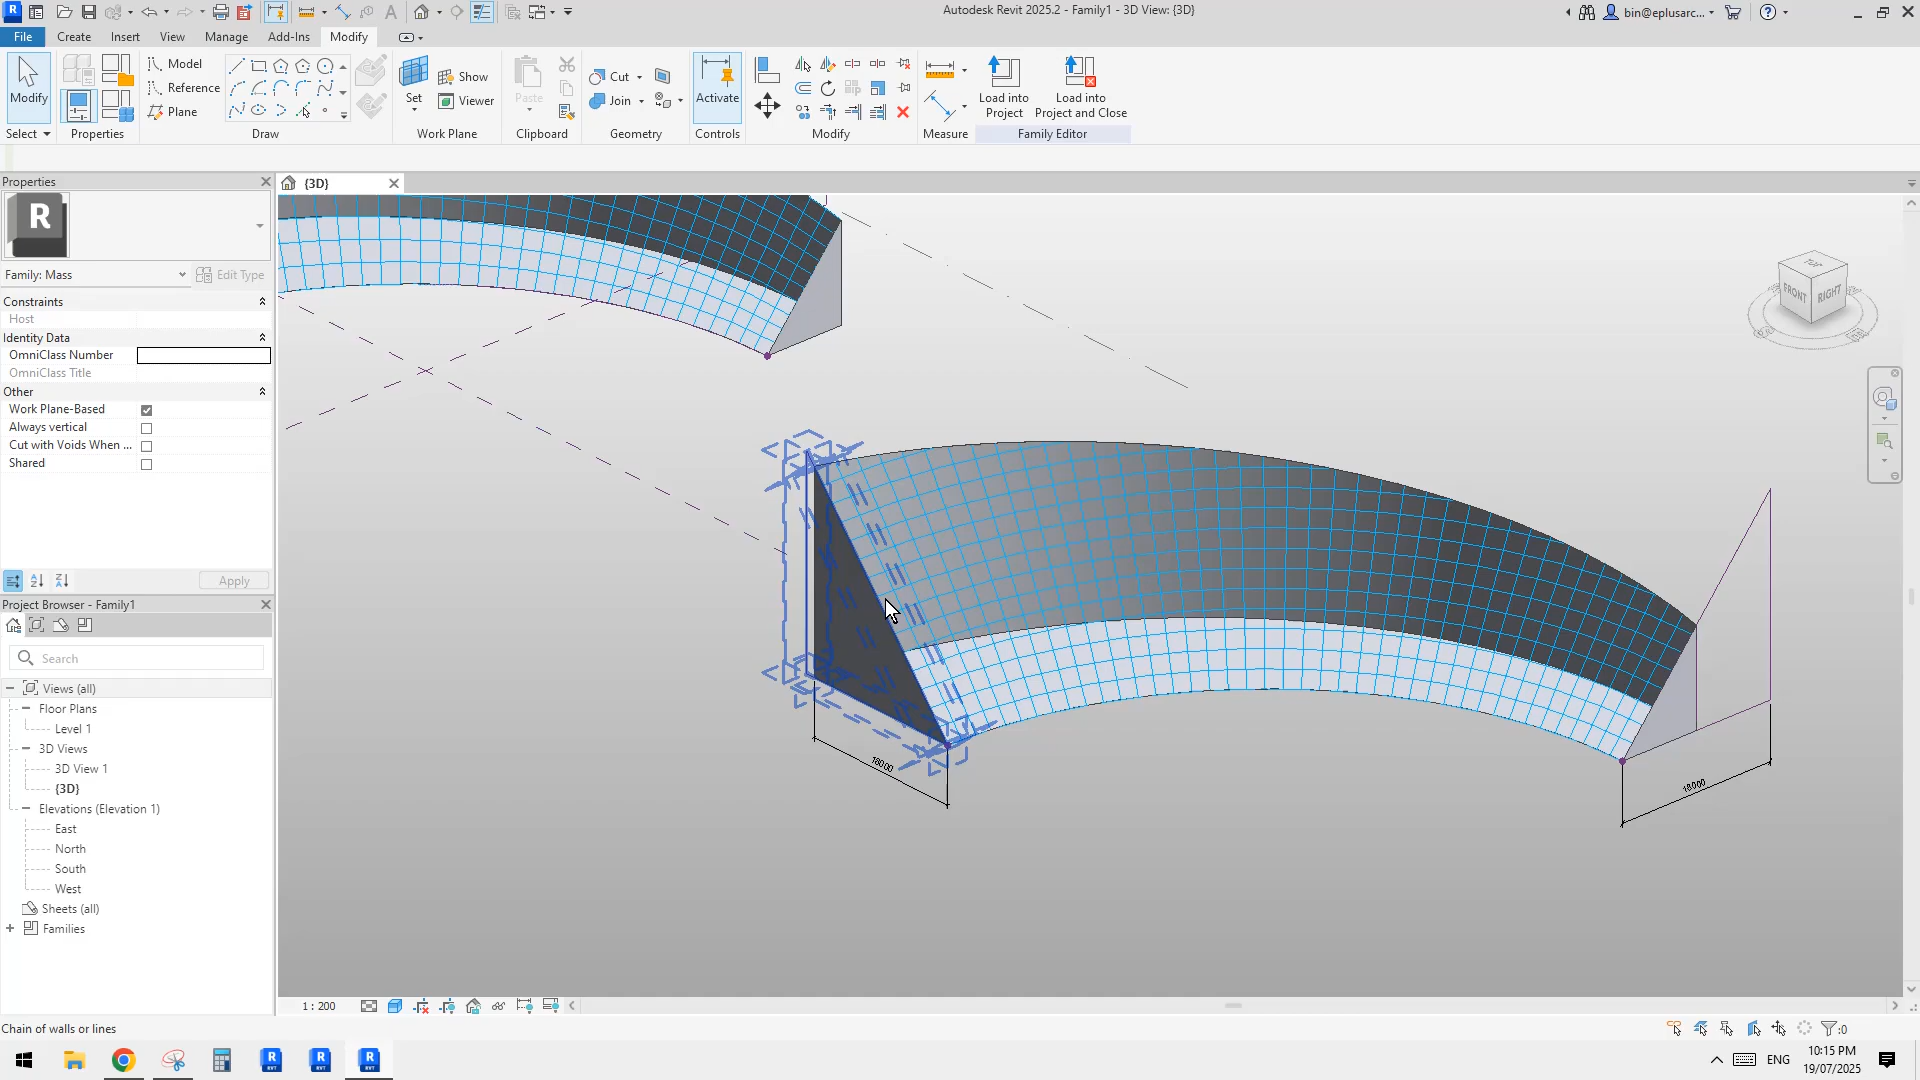 Autodesk Revit 2025.2 - Family1 - 3D View: {3D}
bin@eplusarc...
File
Create
Insert
View
Manage
Add-Ins
Modify
Modify
Select
Properties
Model
Reference
Plane
Draw
Set
Show
Viewer
Work Plane
Paste
Clipboard
Cut
Join
Geometry
Activate
Controls
Modify
Measure
Load into
Project
Load into
Project and Close
Family Editor
Properties
R
Family: Mass
Edit Type
Constraints
Host
Identity Data
OmniClass Number
OmniClass Title
Other
Work Plane-Based
Always vertical
Cut with Voids When ...
Shared
Apply
Project Browser - Family1
Search
Views (all)
Floor Plans
Level 1
3D Views
3D View 1
{3D}
Elevations (Elevation 1)
East
North
South
West
Sheets (all)
Families
{3D}
TOP
FRONT
RIGHT
18000
18000
1 : 200
Chain of walls or lines
:0
ENG
10:15 PM
19/07/2025